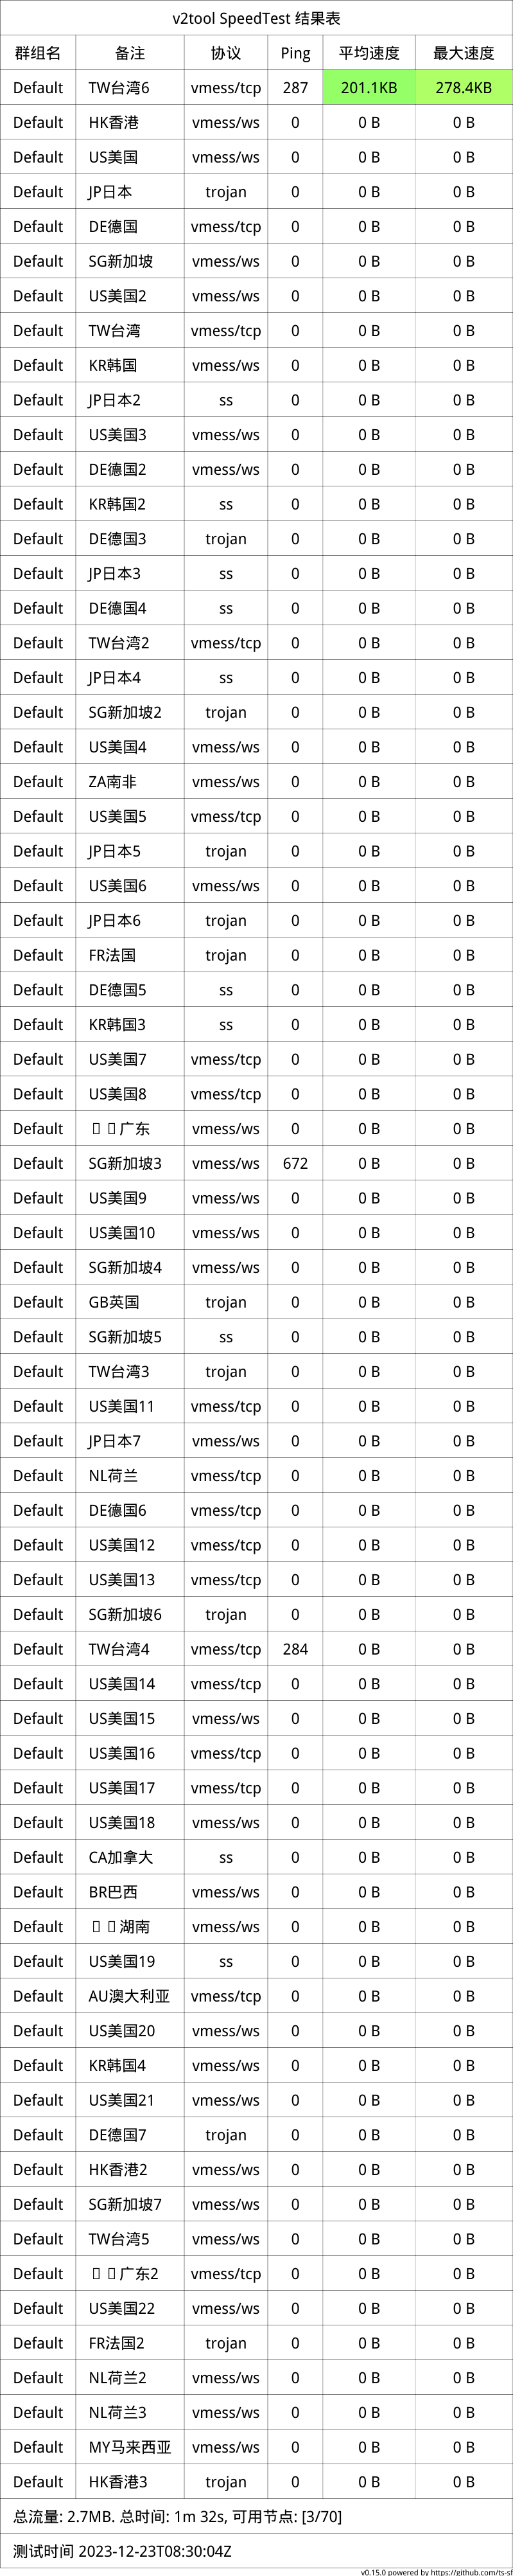 v2tool SpeedTest 结果表
群组名 备注 协议 Ping 平均速度 最大速度
Default TW台湾6 vmess/tcp 287 201.1KB 278.4KB
Default HK香港 vmess/ws 0 0 B 0 B
Default US美国 vmess/ws 0 0 B 0 B
Default JP日本 trojan 0 0 B 0 B
Default DE德国 vmess/tcp 0 0 B 0 B
Default SG新加坡 vmess/ws 0 0 B 0 B
Default US美国2 vmess/ws 0 0 B 0 B
Default TW台湾 vmess/tcp 0 0 B 0 B
Default KR韩国 vmess/ws 0 0 B 0 B
Default JP日本2 ss 0 0 B 0 B
Default US美国3 vmess/ws 0 0 B 0 B
Default DE德国2 vmess/ws 0 0 B 0 B
Default KR韩国2 ss 0 0 B 0 B
Default DE德国3 trojan 0 0 B 0 B
Default JP日本3 ss 0 0 B 0 B
Default DE德国4 ss 0 0 B 0 B
Default TW台湾2 vmess/tcp 0 0 B 0 B
Default JP日本4 ss 0 0 B 0 B
Default SG新加坡2 trojan 0 0 B 0 B
Default US美国4 vmess/ws 0 0 B 0 B
Default ZA南非 vmess/ws 0 0 B 0 B
Default US美国5 vmess/tcp 0 0 B 0 B
Default JP日本5 trojan 0 0 B 0 B
Default US美国6 vmess/ws 0 0 B 0 B
Default JP日本6 trojan 0 0 B 0 B
Default FR法国 trojan 0 0 B 0 B
Default DE德国5 ss 0 0 B 0 B
Default KR韩国3 ss 0 0 B 0 B
Default US美国7 vmess/tcp 0 0 B 0 B
Default US美国8 vmess/tcp 0 0 B 0 B
Default 广东 vmess/ws 0 0 B 0 B
Default SG新加坡3 vmess/ws 672 0 B 0 B
Default US美国9 vmess/ws 0 0 B 0 B
Default US美国10 vmess/ws 0 0 B 0 B
Default SG新加坡4 vmess/ws 0 0 B 0 B
Default GB英国 trojan 0 0 B 0 B
Default SG新加坡5 ss 0 0 B 0 B
Default TW台湾3 trojan 0 0 B 0 B
Default US美国11 vmess/tcp 0 0 B 0 B
Default JP日本7 vmess/ws 0 0 B 0 B
Default NL荷兰 vmess/tcp 0 0 B 0 B
Default DE德国6 vmess/tcp 0 0 B 0 B
Default US美国12 vmess/tcp 0 0 B 0 B
Default US美国13 vmess/tcp 0 0 B 0 B
Default SG新加坡6 trojan 0 0 B 0 B
Default TW台湾4 vmess/tcp 284 0 B 0 B
Default US美国14 vmess/tcp 0 0 B 0 B
Default US美国15 vmess/ws 0 0 B 0 B
Default US美国16 vmess/tcp 0 0 B 0 B
Default US美国17 vmess/tcp 0 0 B 0 B
Default US美国18 vmess/ws 0 0 B 0 B
Default CA加拿大 ss 0 0 B 0 B
Default BR巴西 vmess/ws 0 0 B 0 B
Default 湖南 vmess/ws 0 0 B 0 B
Default US美国19 ss 0 0 B 0 B
Default AU澳大利亚 vmess/tcp 0 0 B 0 B
Default US美国20 vmess/ws 0 0 B 0 B
Default KR韩国4 vmess/ws 0 0 B 0 B
Default US美国21 vmess/ws 0 0 B 0 B
Default DE德国7 trojan 0 0 B 0 B
Default HK香港2 vmess/ws 0 0 B 0 B
Default SG新加坡7 vmess/ws 0 0 B 0 B
Default TW台湾5 vmess/ws 0 0 B 0 B
Default 广东2 vmess/tcp 0 0 B 0 B
Default US美国22 vmess/ws 0 0 B 0 B
Default FR法国2 trojan 0 0 B 0 B
Default NL荷兰2 vmess/ws 0 0 B 0 B
Default NL荷兰3 vmess/ws 0 0 B 0 B
Default MY马来西亚 vmess/ws 0 0 B 0 B
Default HK香港3 trojan 0 0 B 0 B
总流量: 2.7MB. 总时间: 1m 32s, 可用节点: [3/70]
测试时间 2023-12-23T08:30:04Z
v0.15.0 powered by https://github.com/ts-sf